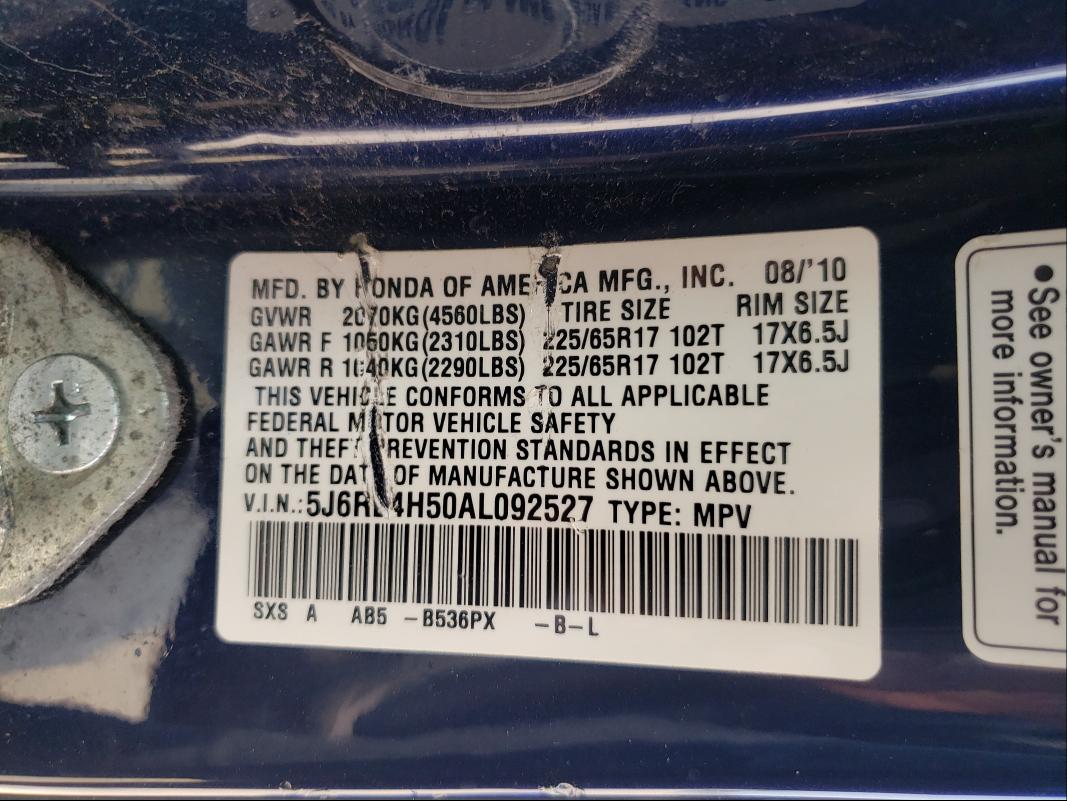 MFD. BY HONDA OF AMERICA MFG., INC. 08/'10
GVWR 2070KG(4560LBS) TIRE SIZE RIM SIZE
GAWR F 1050KG(2310LBS) 225/65R17 102T 17X6.5J
GAWR R 1040KG(2290LBS) 225/65R17 102T 17X6.5J
THIS VEHICLE CONFORMS TO ALL APPLICABLE
FEDERAL MOTOR VEHICLE SAFETY
AND THEFT PREVENTION STANDARDS IN EFFECT
ON THE DATE OF MANUFACTURE SHOWN ABOVE.
V.I.N.: TYPE: MPV
SXS A AB5 -B536PX -B-L
●See owner's manual for
more information.